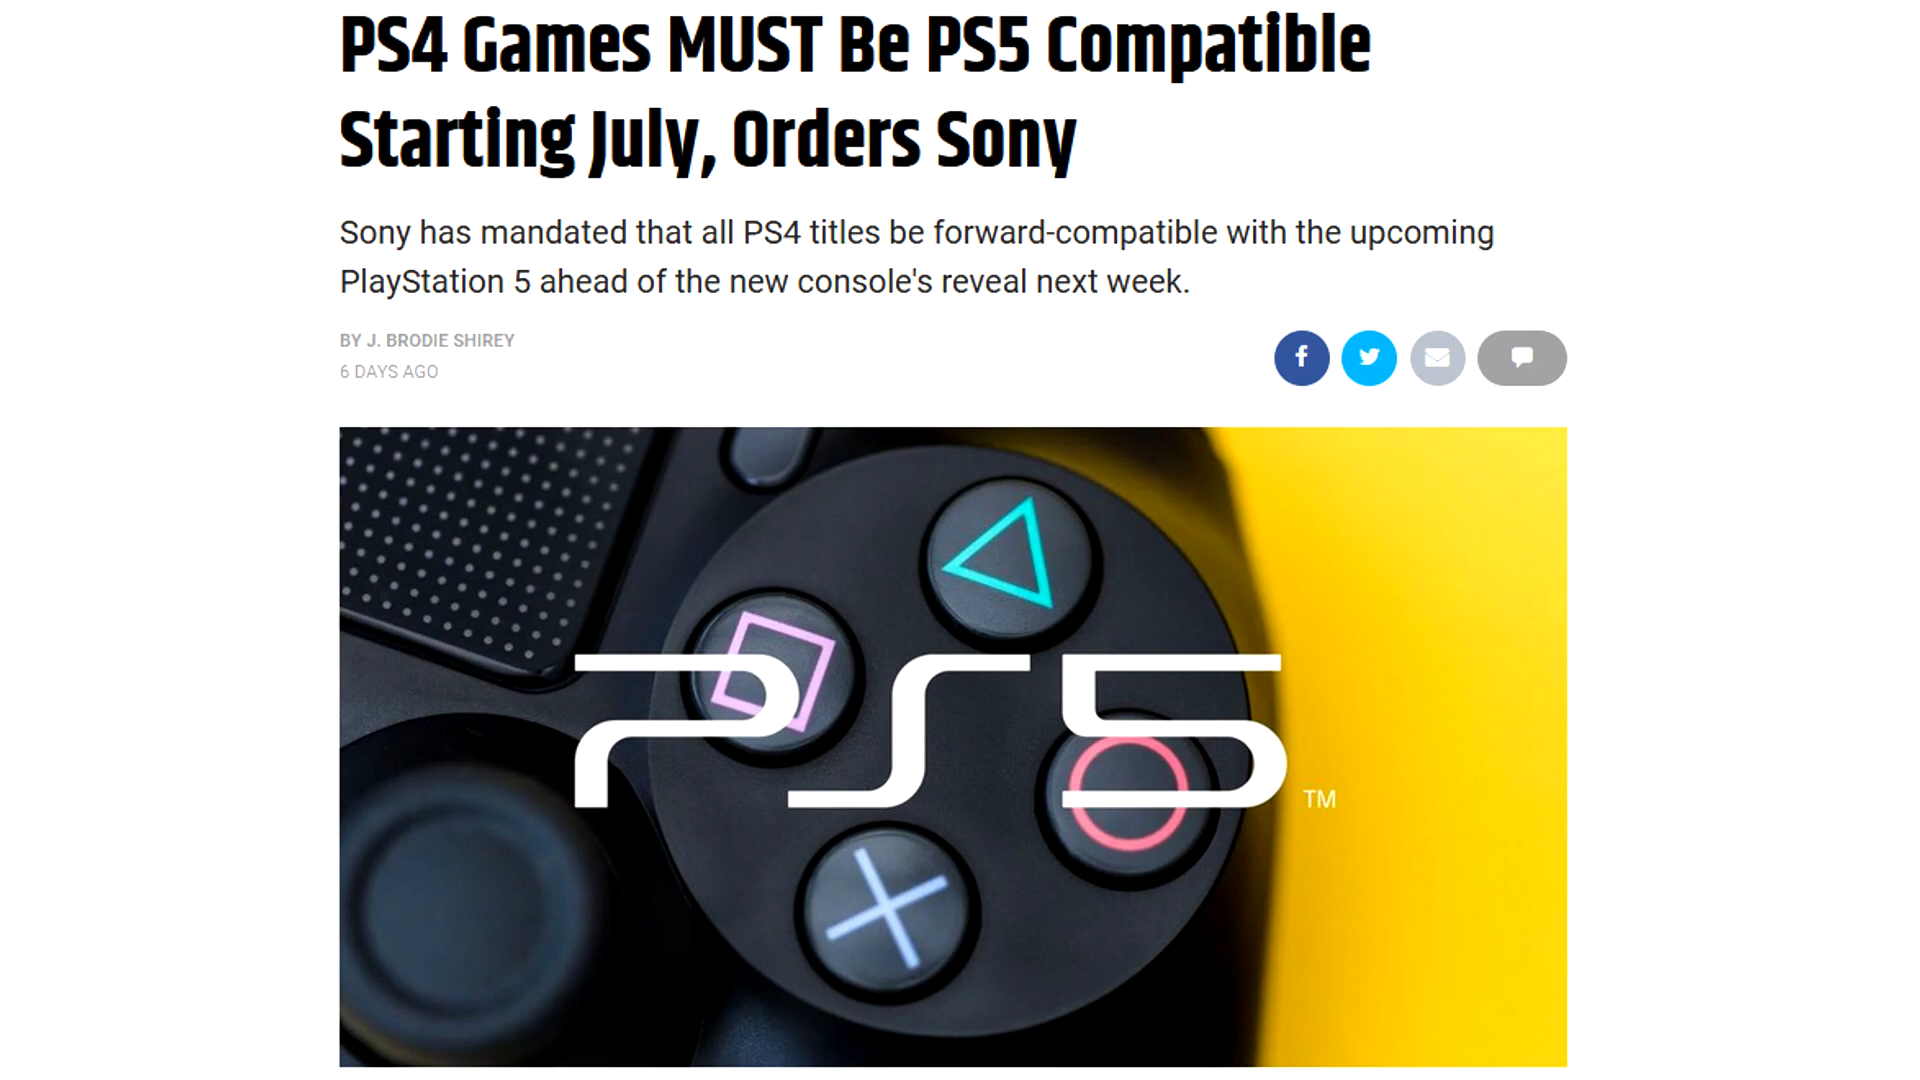 PS4 Games MUST Be PS5 Compatible
Starting July, Orders Sony
Sony has mandated that all PS4 titles be forward-compatible with the upcoming
PlayStation 5 ahead of the new console's reveal next week.
BY J. BRODIE SHIREY
6 DAYS AGO
f
PS5 TM